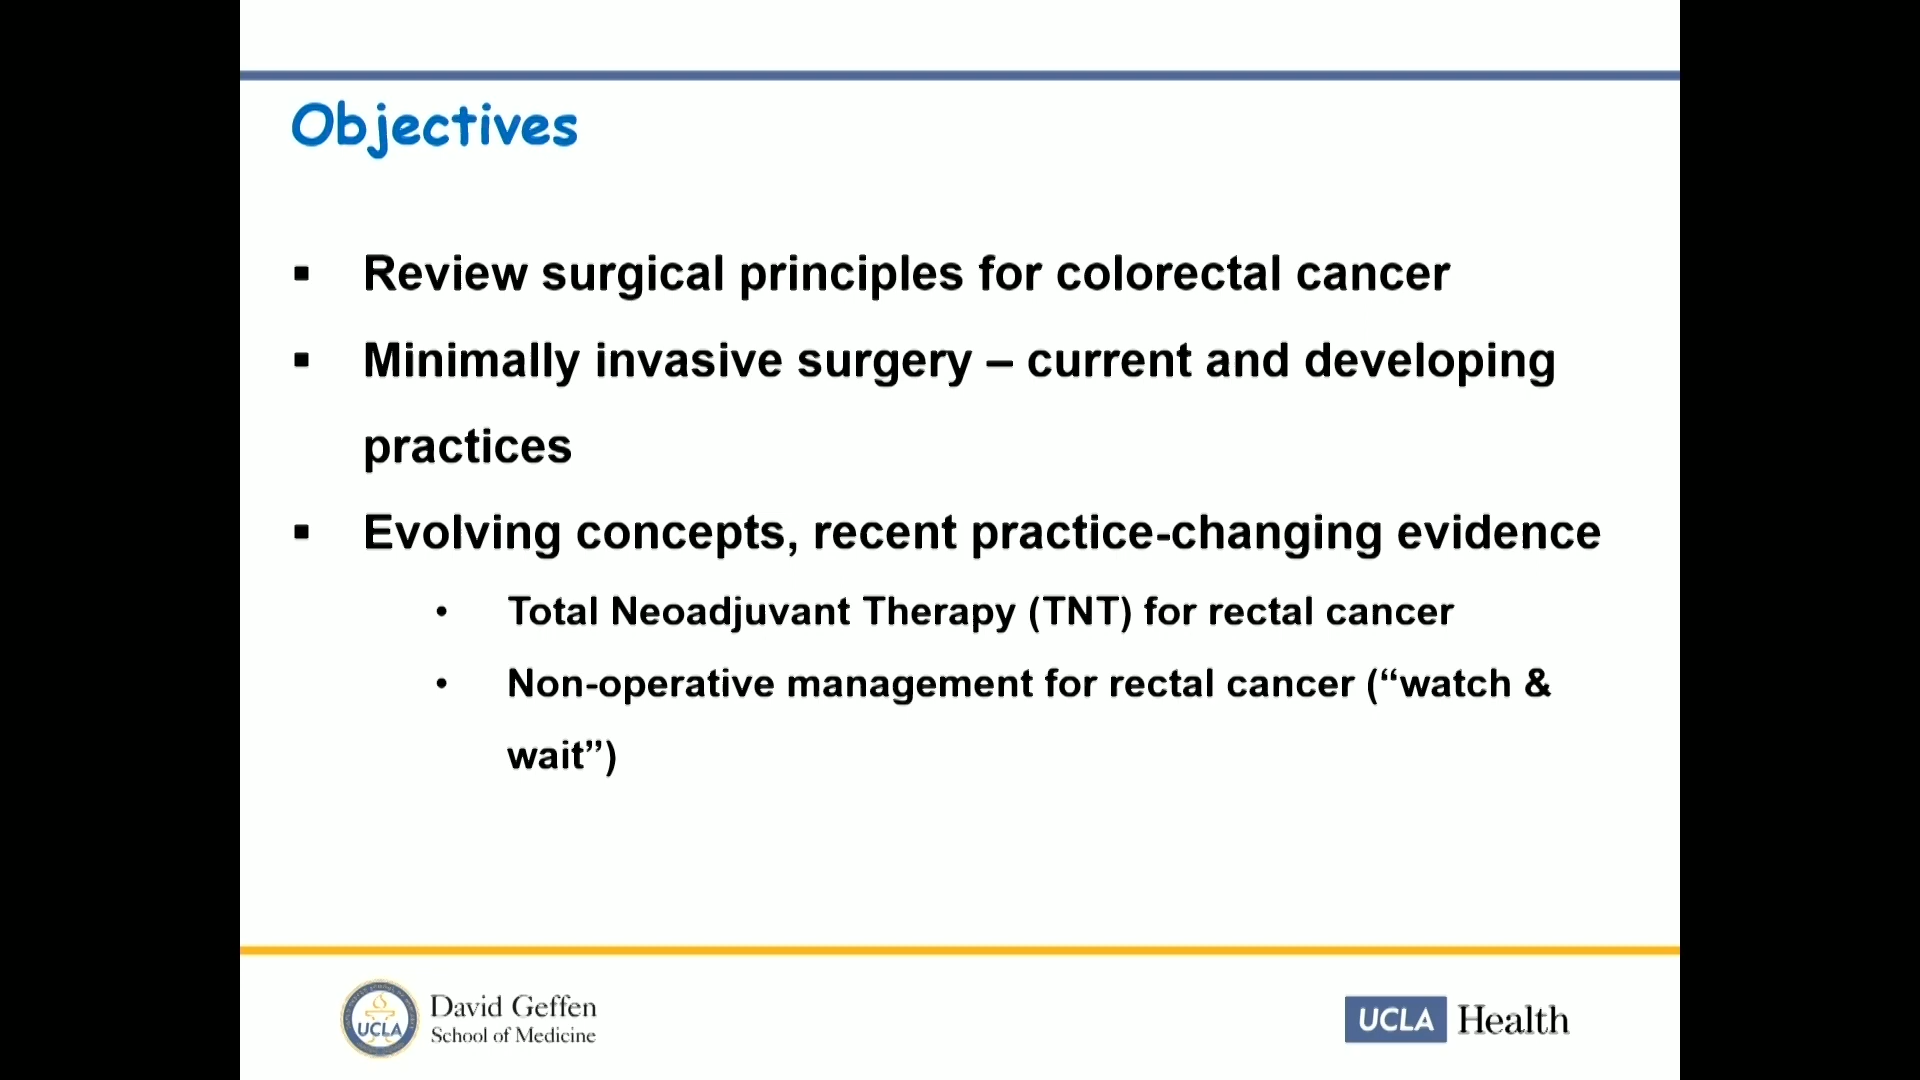 Objectives
▪ Review surgical principles for colorectal cancer
▪ Minimally invasive surgery – current and developing
practices
▪ Evolving concepts, recent practice-changing evidence
• Total Neoadjuvant Therapy (TNT) for rectal cancer
• Non-operative management for rectal cancer (“watch &
wait”)
UCLA
David Geffen
School of Medicine
UCLA Health